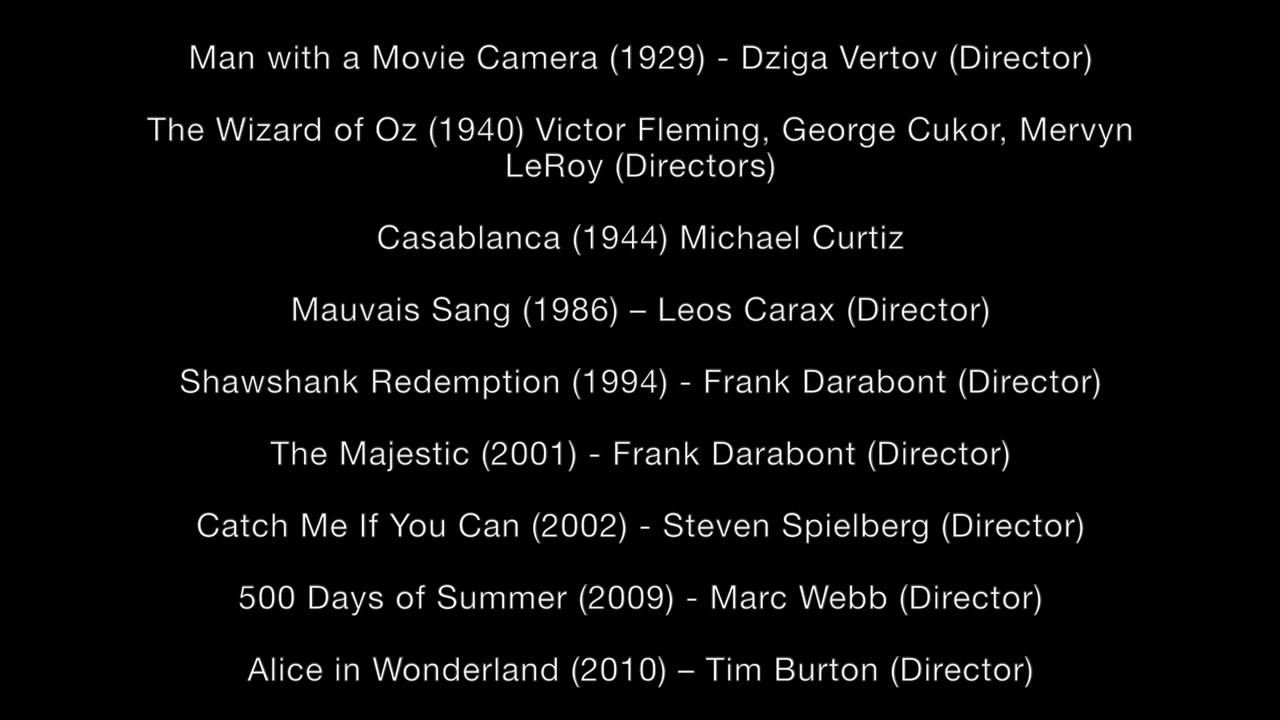 Man with a Movie Camera (1929) - Dziga Vertov (Director)
The Wizard of Oz (1940) Victor Fleming, George Cukor, Mervyn
LeRoy (Directors)
Casablanca (1944) Michael Curtiz
Mauvais Sang (1986) – Leos Carax (Director)
Shawshank Redemption (1994) - Frank Darabont (Director)
The Majestic (2001) - Frank Darabont (Director)
Catch Me If You Can (2002) - Steven Spielberg (Director)
500 Days of Summer (2009) - Marc Webb (Director)
Alice in Wonderland (2010) – Tim Burton (Director)